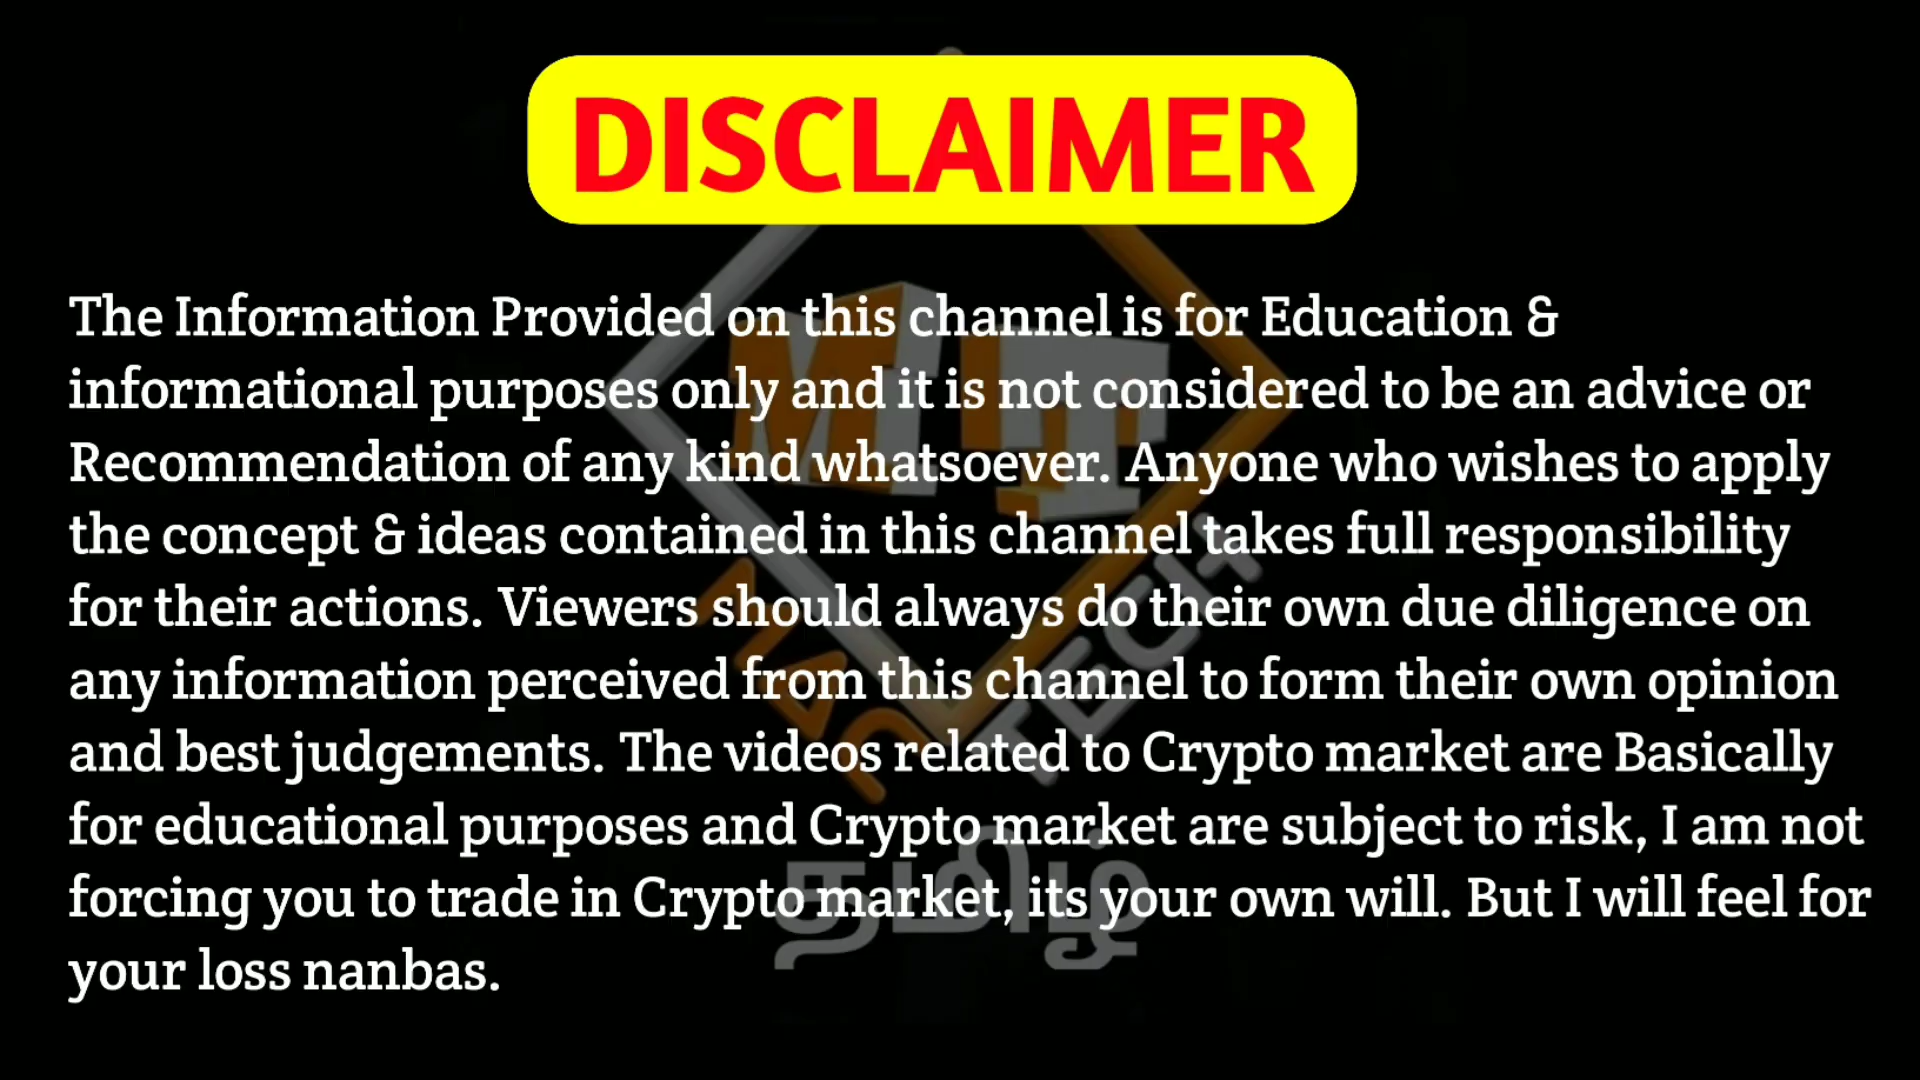 DISCLAIMER
The Information Provided on this channel is for Education &
informational purposes only and it is not considered to be an advice or
Recommendation of any kind whatsoever. Anyone who wishes to apply
the concept & ideas contained in this channel takes full responsibility
for their actions. Viewers should always do their own due diligence on
any information perceived from this channel to form their own opinion
and best judgements. The videos related to Crypto market are Basically
for educational purposes and Crypto market are subject to risk, I am not
forcing you to trade in Crypto market, its your own will. But I will feel for
your loss nanbas.
TECH
தமிழ்